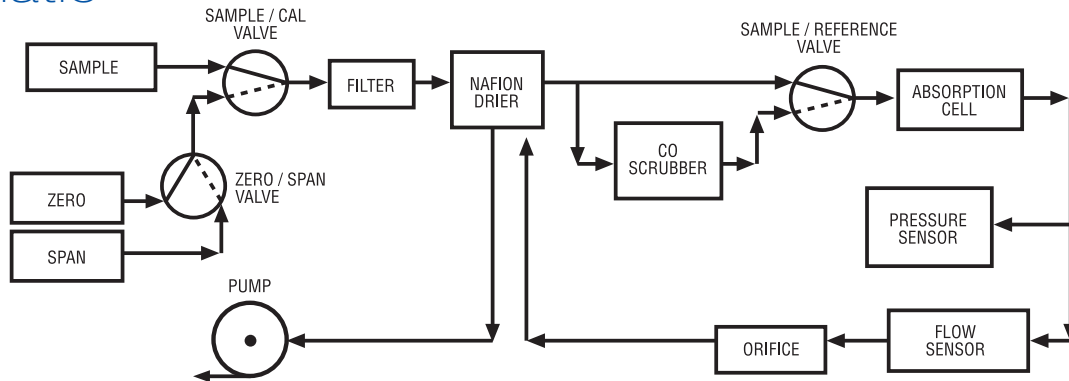 SAMPLE / CAL
VALVE
SAMPLE
FILTER
NAFION
DRIER
SAMPLE / REFERENCE
VALVE
ABSORPTION
CELL
CO
SCRUBBER
ZERO / SPAN
VALVE
ZERO
SPAN
PRESSURE
SENSOR
PUMP
ORIFICE
FLOW
SENSOR